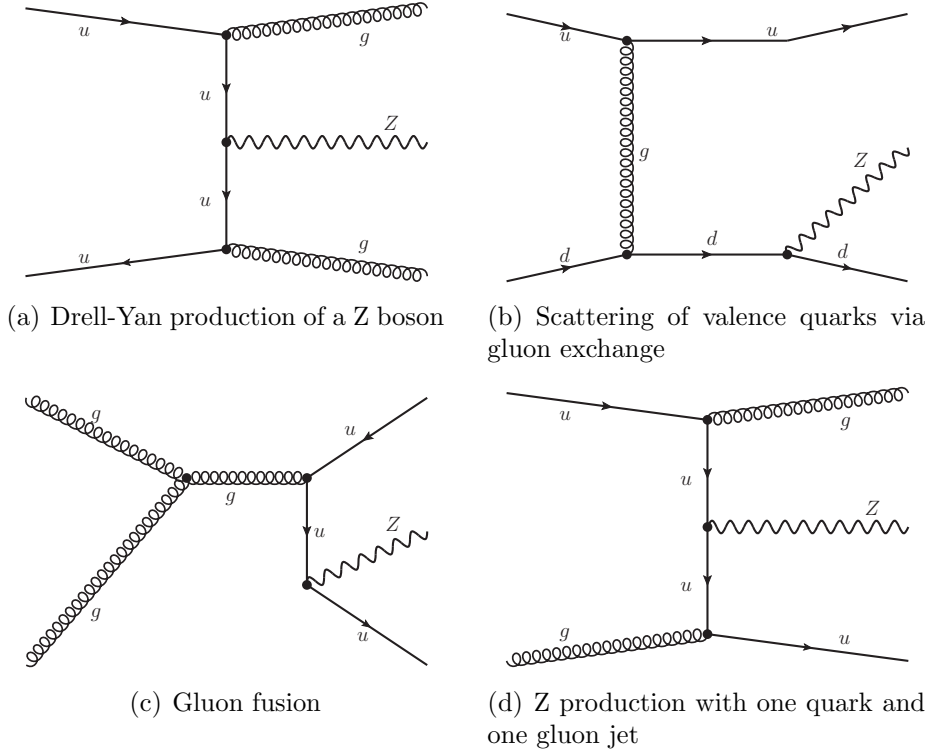 u
g
u
Z
u
g
u
(a) Drell-Yan production of a Z boson
u
u
g
Z
d
d
d
(b) Scattering of valence quarks via
gluon exchange
g
u
g
Z
u
g
u
(c) Gluon fusion
u
g
u
Z
u
g
u
(d) Z production with one quark and
one gluon jet